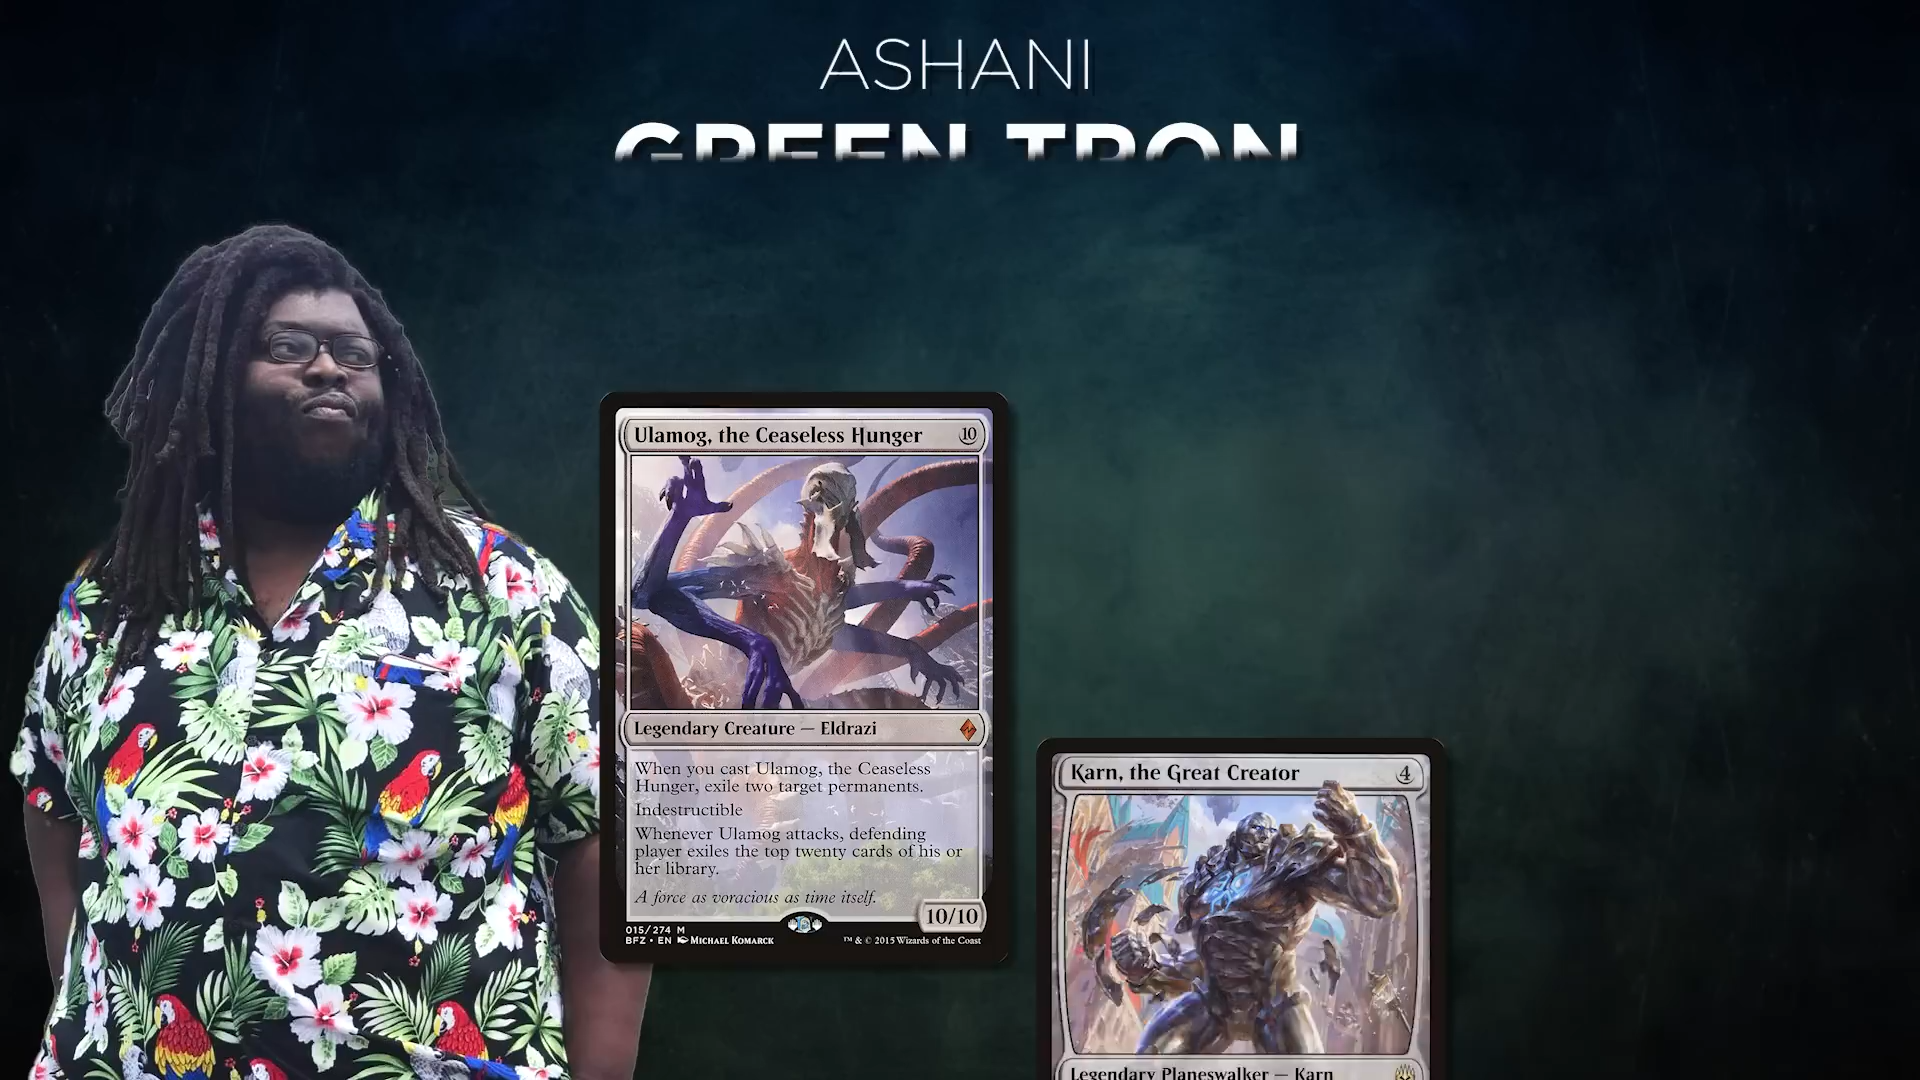 ASHANI
GREEN TRON
Ulamog, the Ceaseless Hunger 10
Legendary Creature — Eldrazi
When you cast Ulamog, the Ceaseless
Hunger, exile two target permanents.
Indestructible
Whenever Ulamog attacks, defending
player exiles the top twenty cards of his or
her library.
A force as voracious as time itself.
10/10
015/274 M
BFZ • EN MICHAEL KOMARCK
™ & © 2015 Wizards of the Coast
Karn, the Great Creator 4
Legendary Planeswalker — Karn